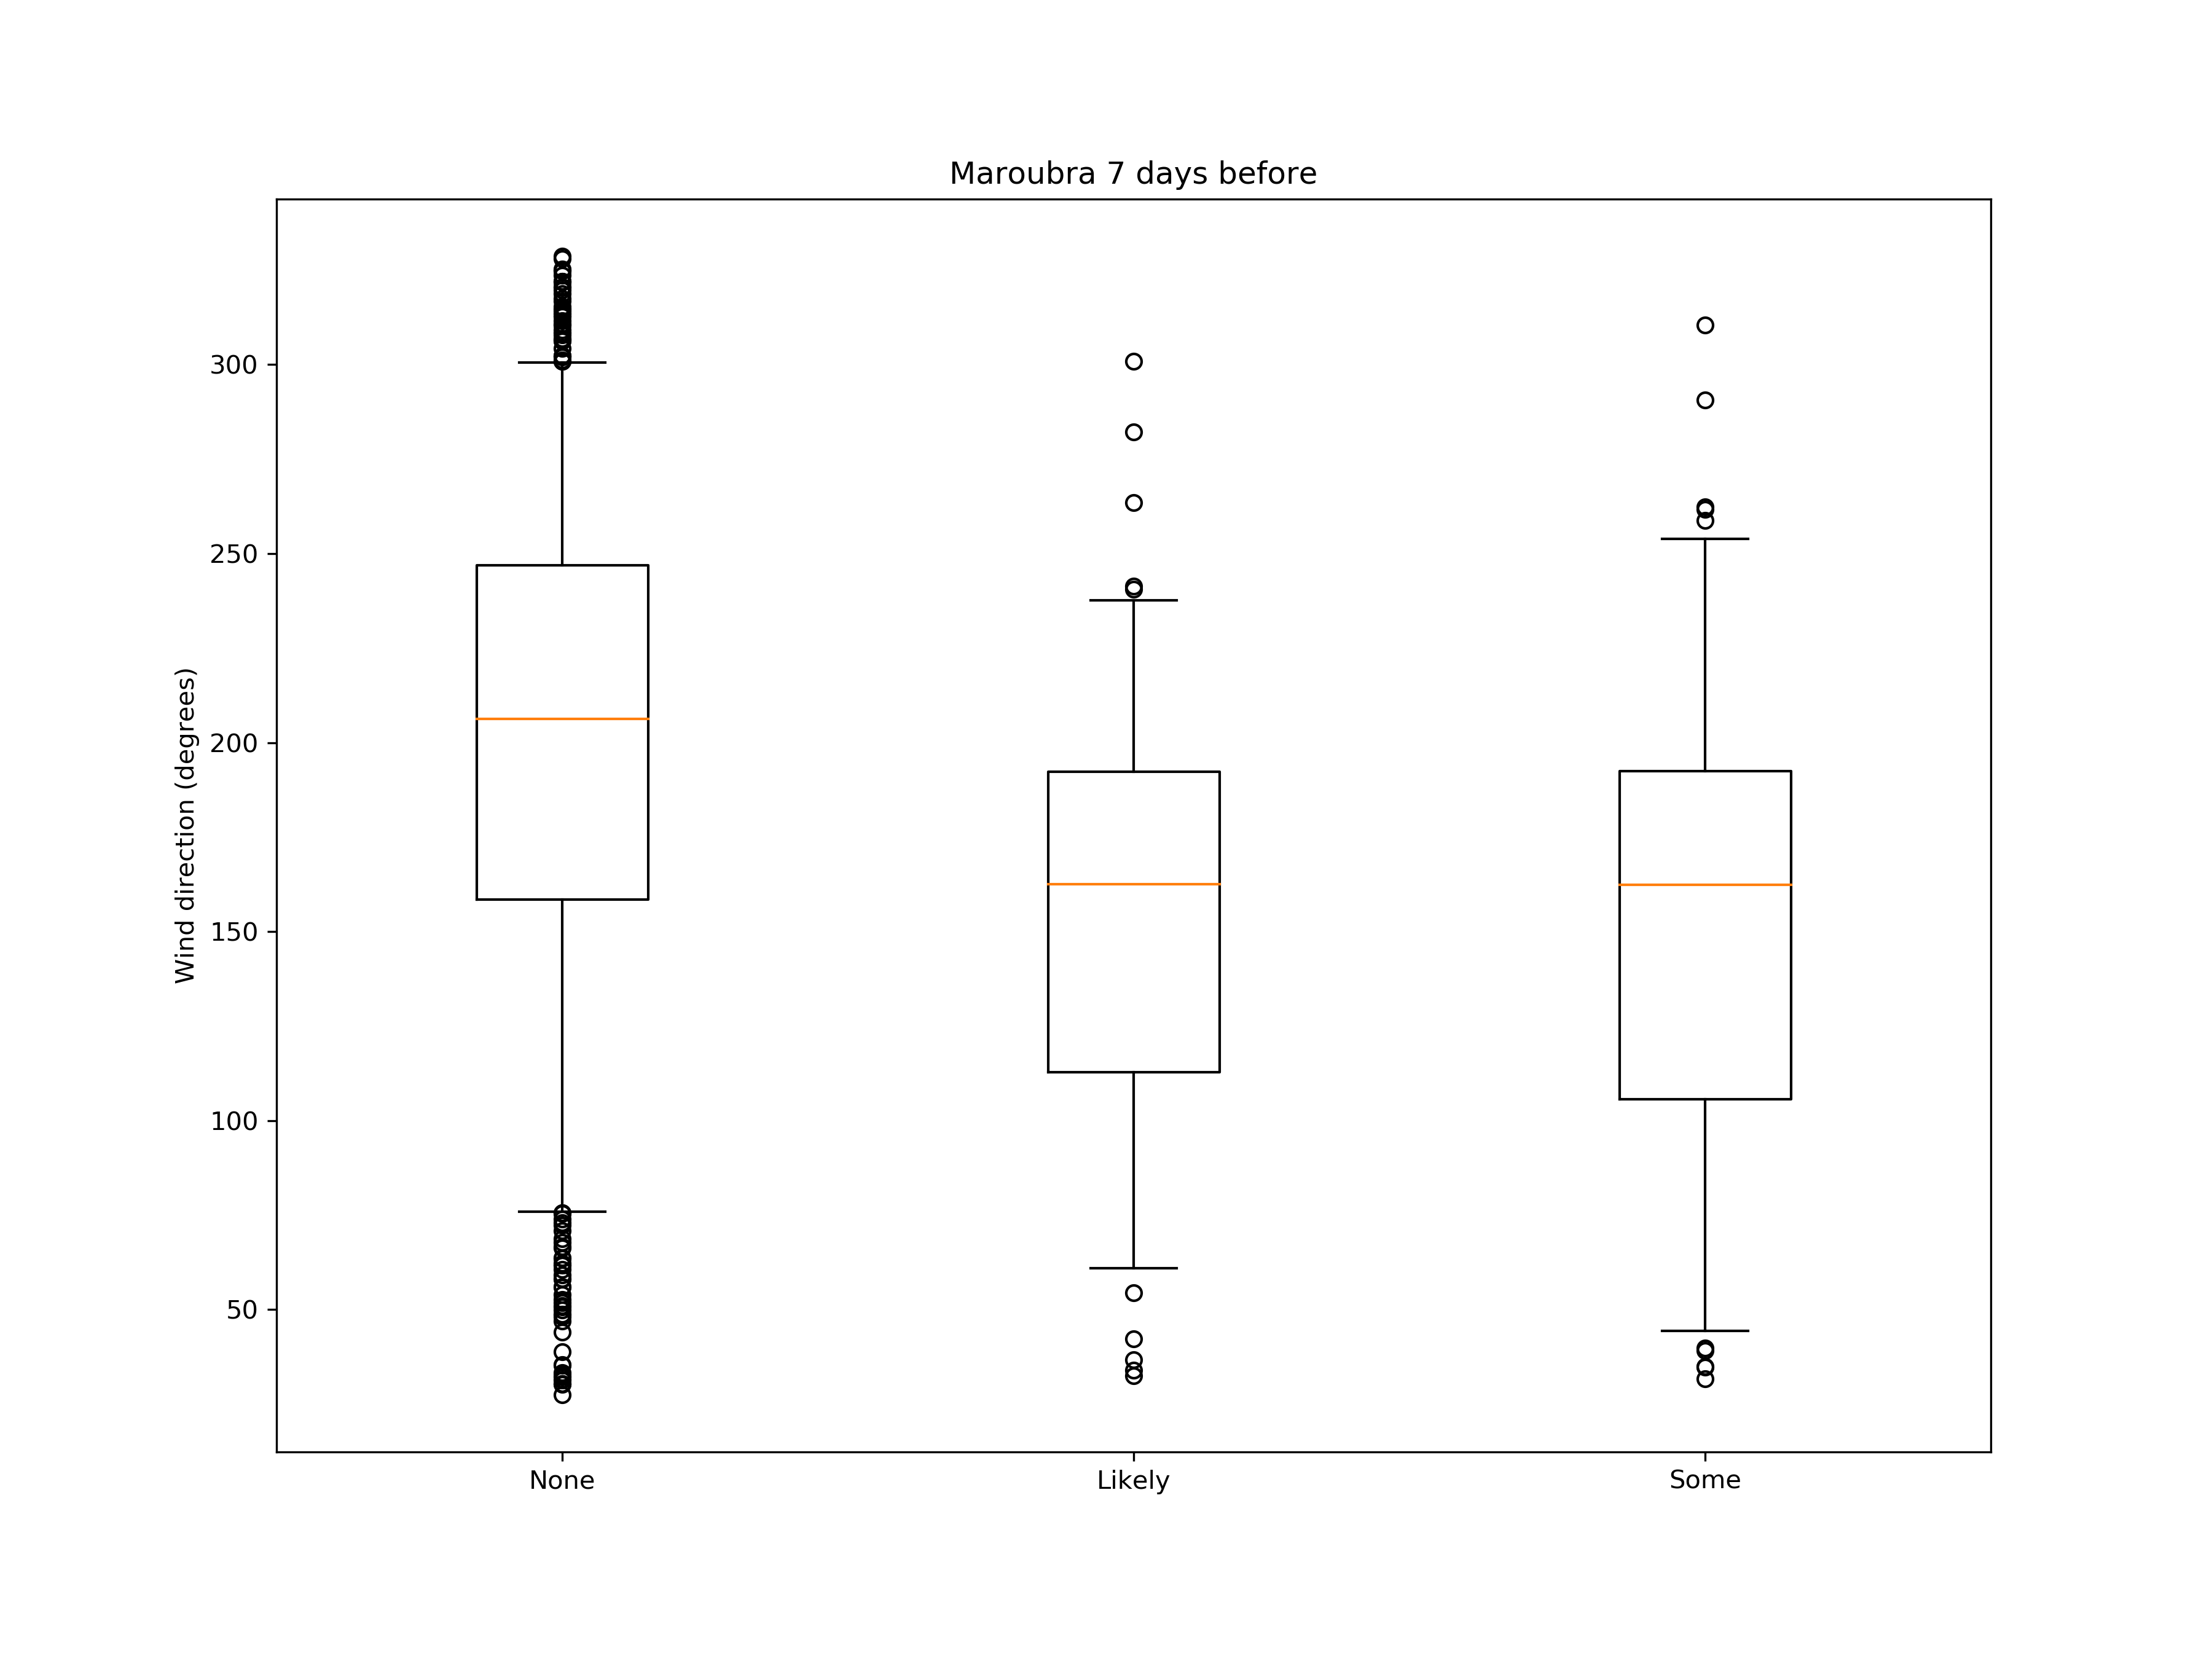 Maroubra 7 days before
Wind direction (degrees)
300
250
200
150
100
50
None
Likely
Some